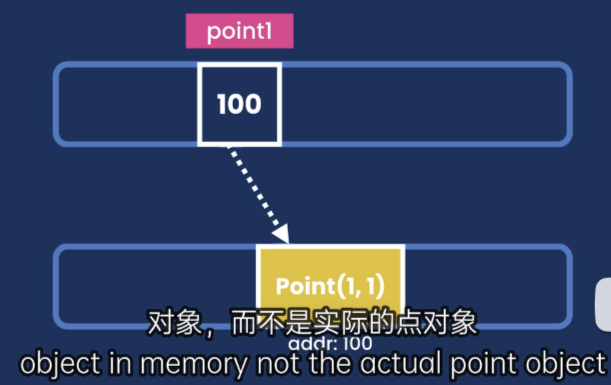 point1
100
Point(1, 1)
对象，而不是实际的点对象
addr: 100
object in memory not the actual point object